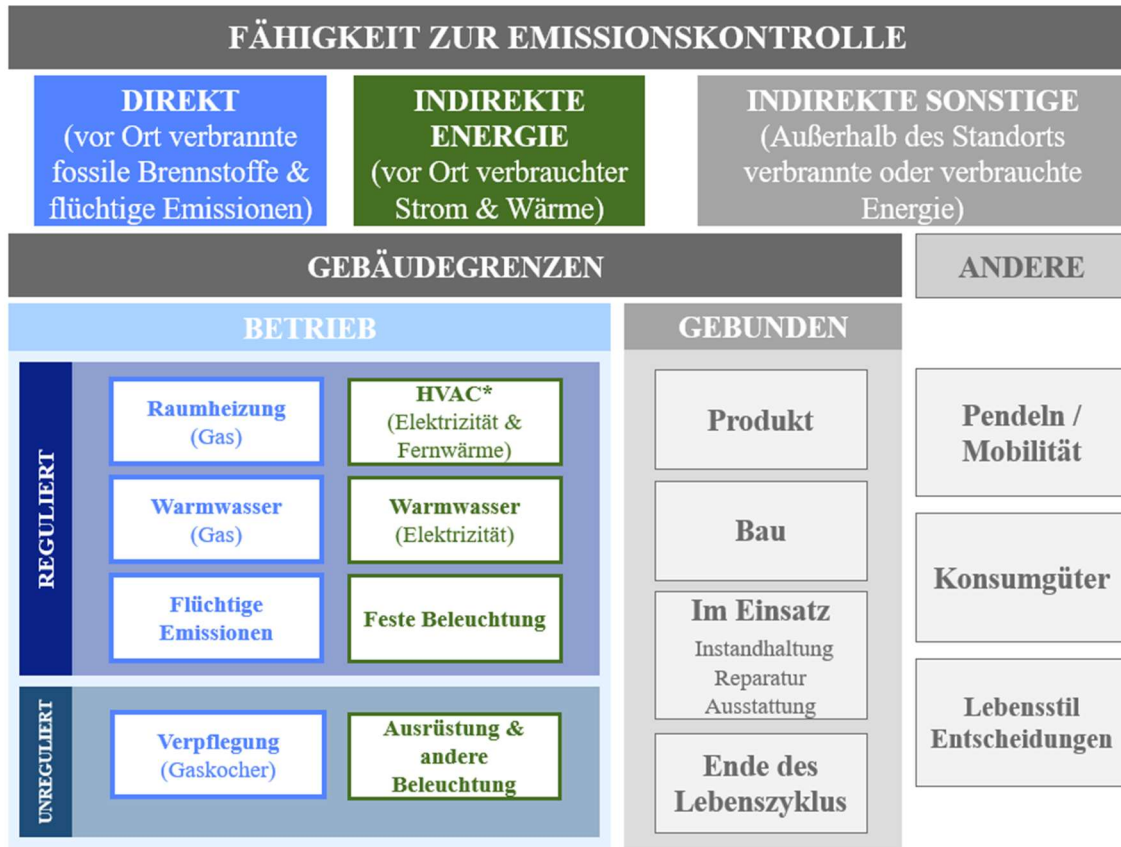 FÄHIGKEIT ZUR EMISSIONSKONTROLLE
DIREKT
(vor Ort verbrannte
fossile Brennstoffe &
flüchtige Emissionen)
INDIREKTE
ENERGIE
(vor Ort verbrauchter
Strom & Wärme)
INDIREKTE SONSTIGE
(Außerhalb des Standorts
verbrannte oder verbrauchte
Energie)
GEBÄUDEGRENZEN
ANDERE
BETRIEB
GEBUNDEN
REGULIERT
Raumheizung
(Gas)
HVAC*
(Elektrizität &
Fernwärme)
Warmwasser
(Gas)
Warmwasser
(Elektrizität)
Flüchtige
Emissionen
Feste Beleuchtung
UNREGULIERT
Verpflegung
(Gaskocher)
Ausrüstung &
andere
Beleuchtung
Produkt
Bau
Im Einsatz
Instandhaltung
Reparatur
Ausstattung
Ende des
Lebenszyklus
Pendeln /
Mobilität
Konsumgüter
Lebensstil
Entscheidungen